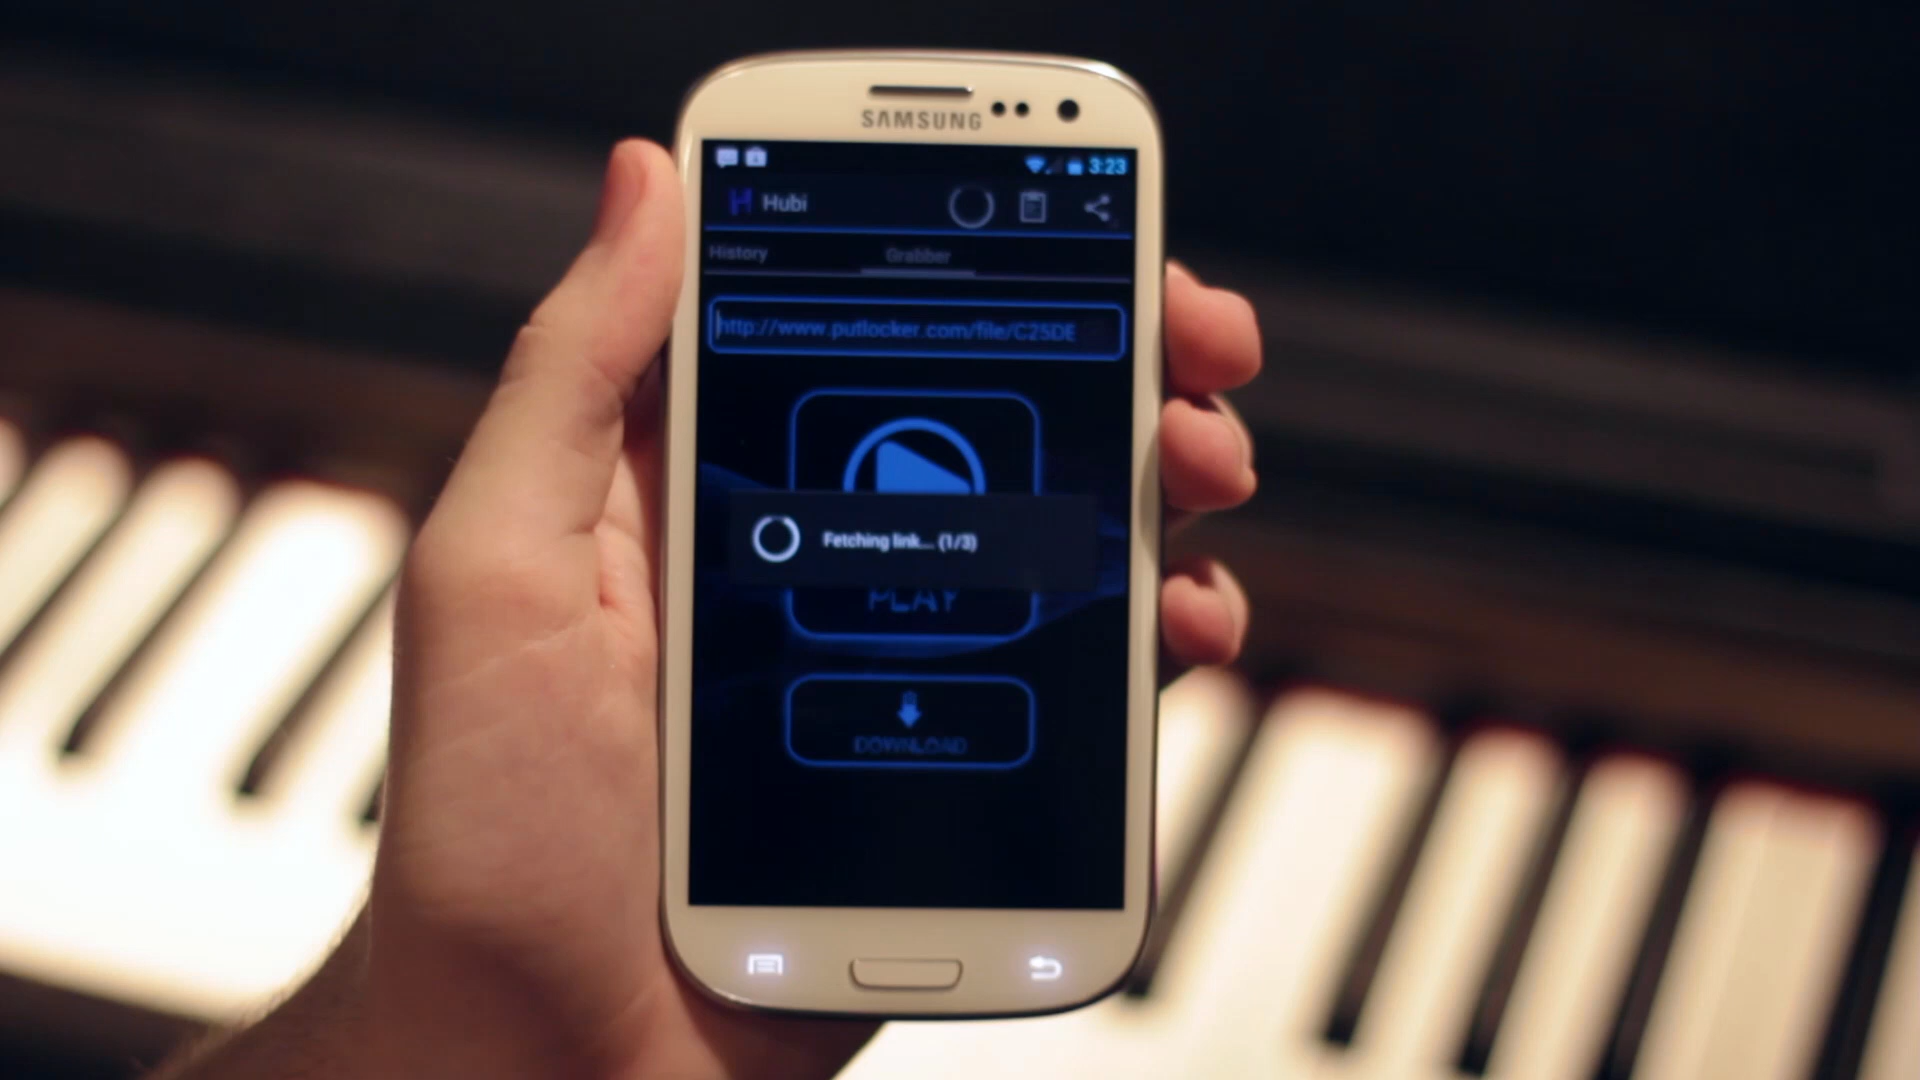 SAMSUNG
3:23
Hubi
History
Grabber
http://www.putlocker.com/file/C25DE
Fetching link... (1/3)
PLAY
DOWNLOAD